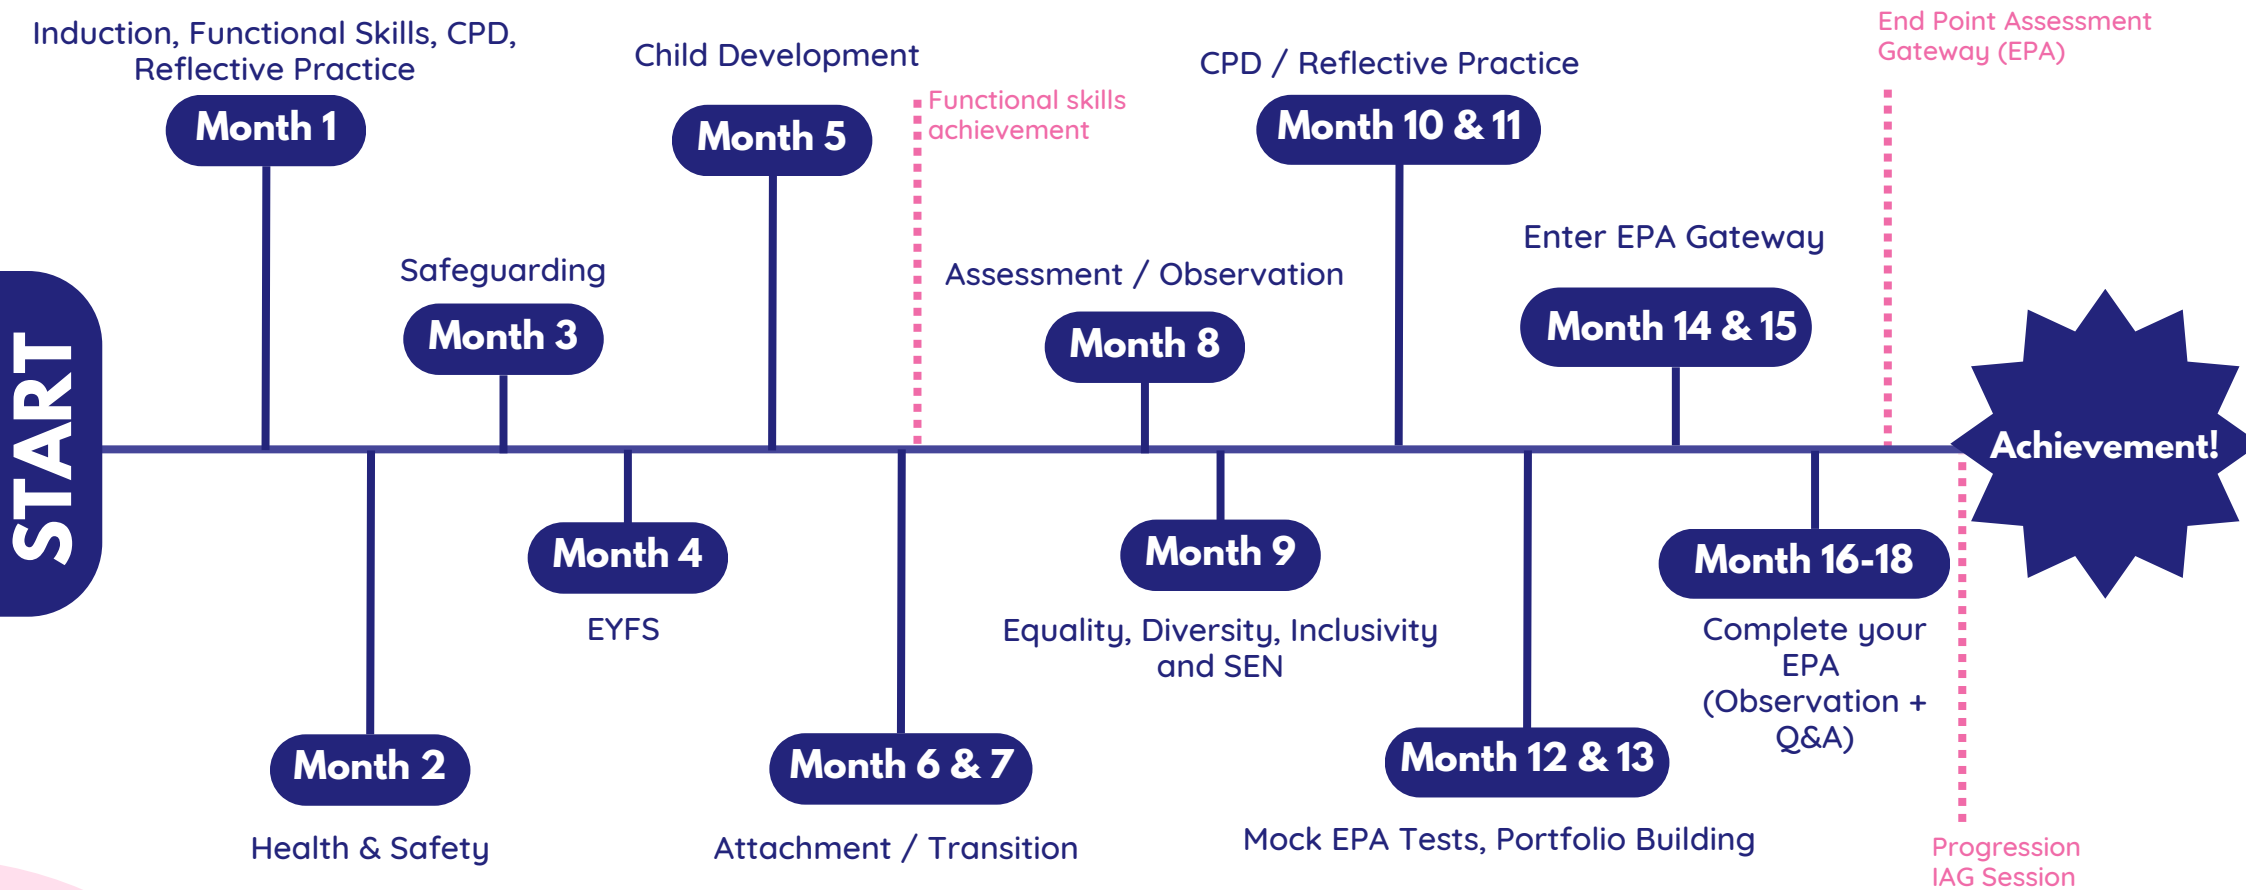 START
Induction, Functional Skills, CPD,
Reflective Practice
Month 1
Month 2
Health & Safety
Safeguarding
Month 3
Month 4
EYFS
Child Development
Month 5
Functional skills
achievement
Month 6 & 7
Attachment / Transition
Assessment / Observation
Month 8
Month 9
Equality, Diversity, Inclusivity
and SEN
CPD / Reflective Practice
Month 10 & 11
Month 12 & 13
Mock EPA Tests, Portfolio Building
Enter EPA Gateway
Month 14 & 15
Month 16-18
Complete your
EPA
(Observation +
Q&A)
End Point Assessment
Gateway (EPA)
Progression
IAG Session
Achievement!